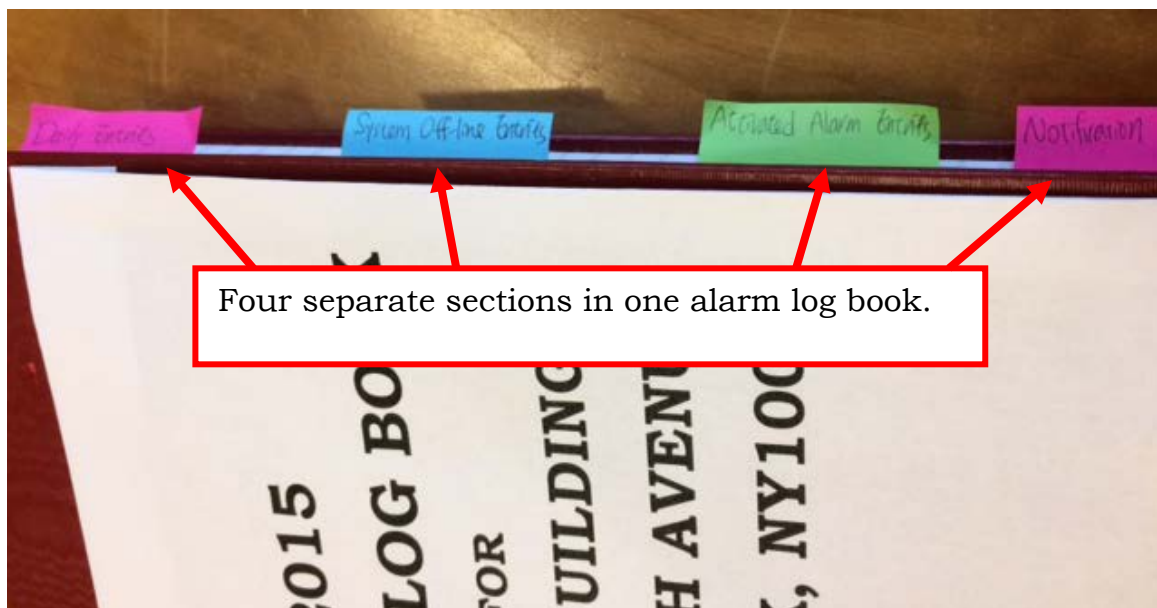 Daily Entries
System Off-line Entries
Activated Alarm Entries
Notification
Four separate sections in one alarm log book.
2015
LOG BO
FOR
UILDING
H AVENU
, NY100